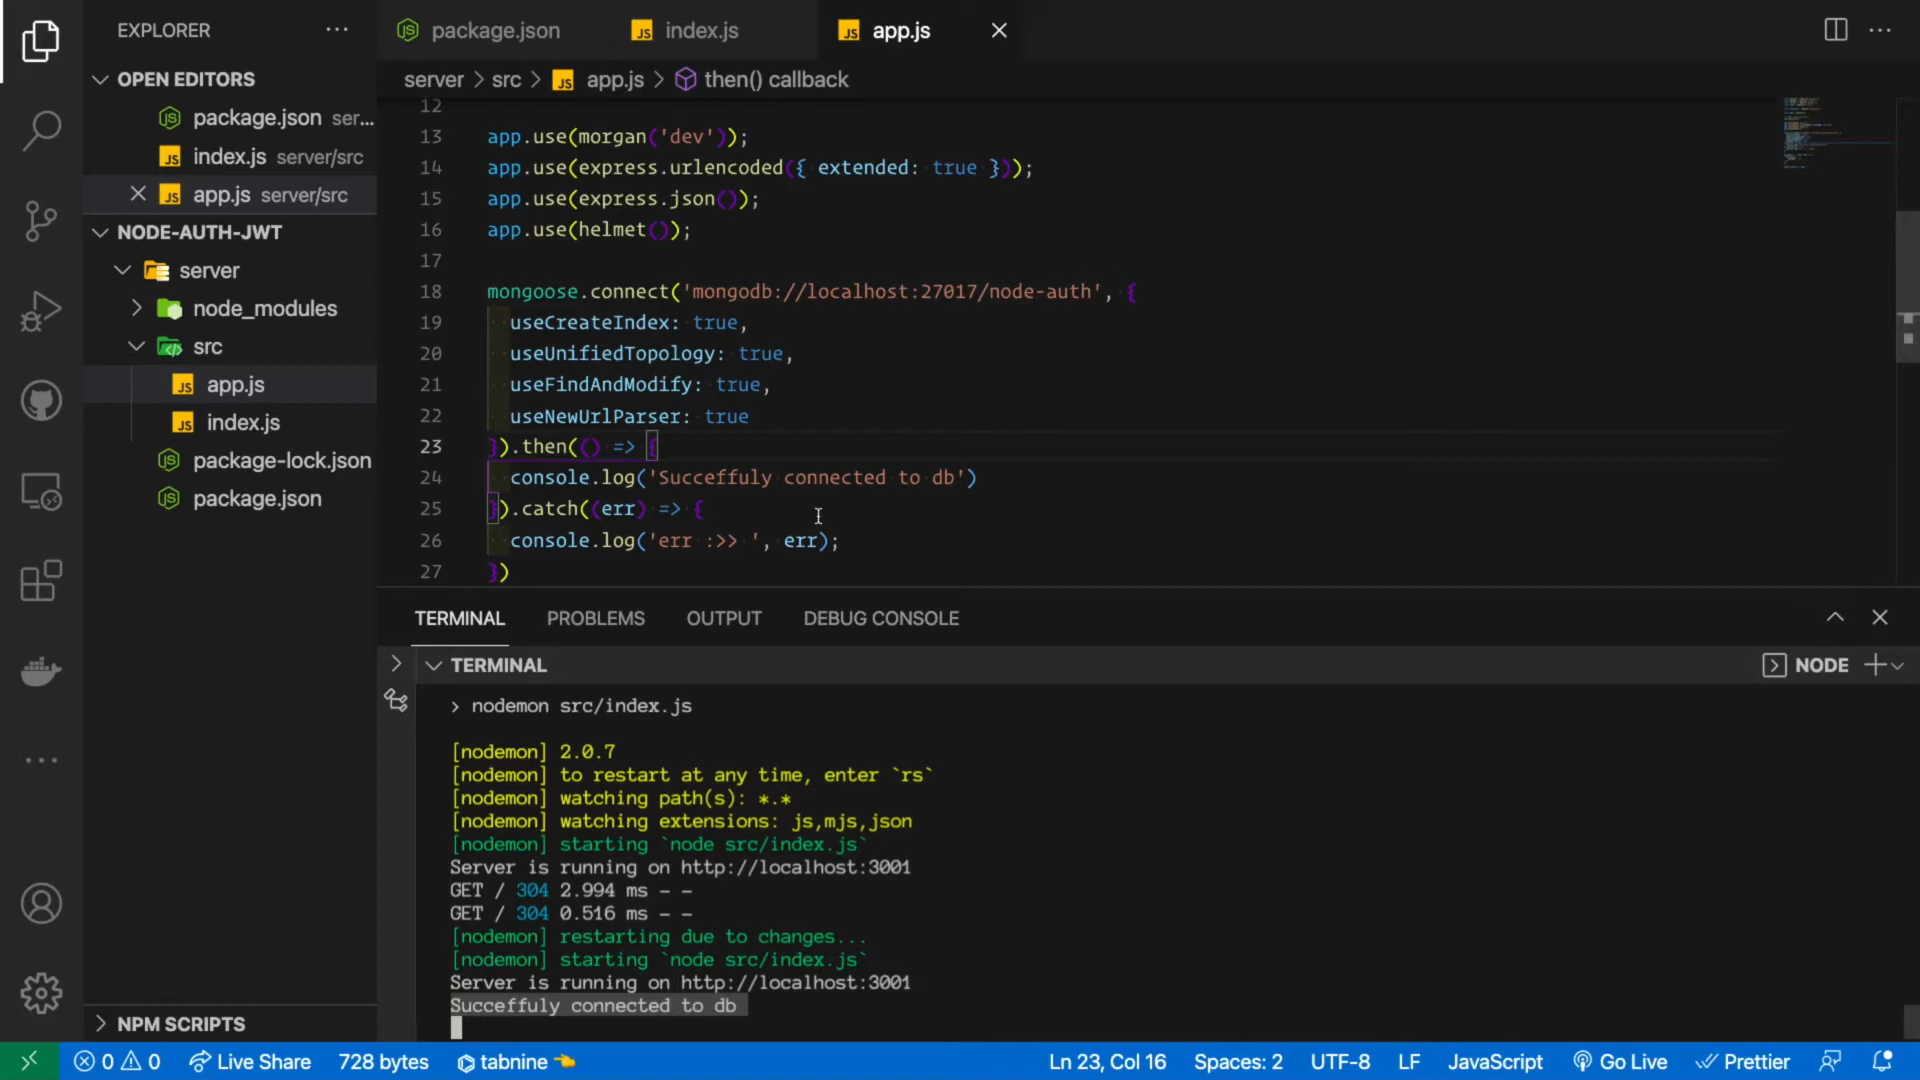 EXPLORER
package.json
index.js
app.js
OPEN EDITORS
package.json ser...
index.js server/src
app.js server/src
NODE-AUTH-JWT
server
node_modules
src
app.js
index.js
package-lock.json
package.json
NPM SCRIPTS
server > src > app.js > then() callback
12
13 app.use(morgan('dev'));
14 app.use(express.urlencoded({ extended: true }));
15 app.use(express.json());
16 app.use(helmet());
17
18 mongoose.connect('mongodb://localhost:27017/node-auth', {
19 useCreateIndex: true,
20 useUnifiedTopology: true,
21 useFindAndModify: true,
22 useNewUrlParser: true
23 }).then(() => {
24 console.log('Succeffuly connected to db')
25 }).catch((err) => {
26 console.log('err :>> ', err);
27 })
TERMINAL PROBLEMS OUTPUT DEBUG CONSOLE
TERMINAL
NODE
> nodemon src/index.js
[nodemon] 2.0.7
[nodemon] to restart at any time, enter `rs`
[nodemon] watching path(s): *.*
[nodemon] watching extensions: js,mjs,json
[nodemon] starting `node src/index.js`
Server is running on http://localhost:3001
GET / 304 2.994 ms - -
GET / 304 0.516 ms - -
[nodemon] restarting due to changes...
[nodemon] starting `node src/index.js`
Server is running on http://localhost:3001
Succeffuly connected to db
0 0 Live Share 728 bytes tabnine Ln 23, Col 16 Spaces: 2 UTF-8 LF JavaScript Go Live Prettier